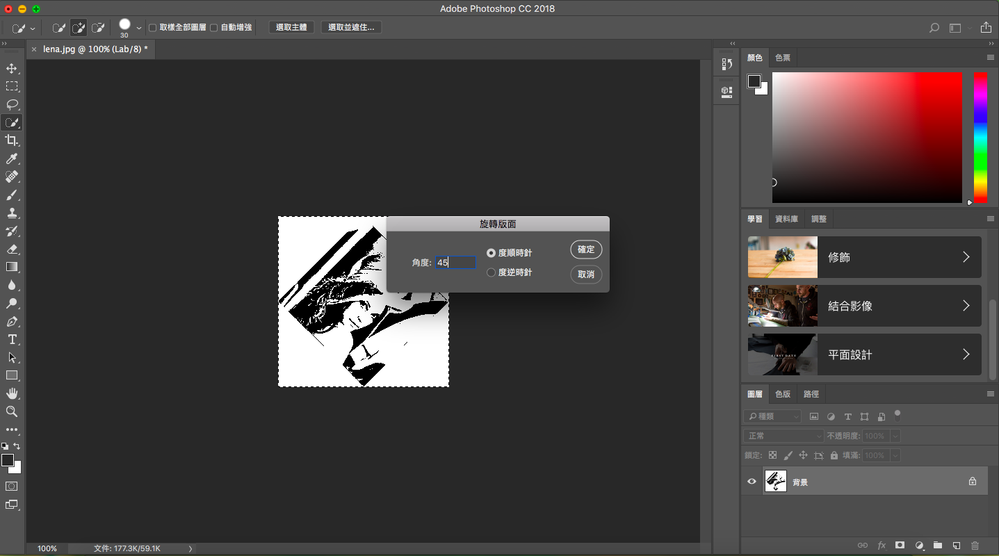 Adobe Photoshop CC 2018
30
取樣全部圖層
自動增強
選取主體
選取並遮住...
lena.jpg @ 100% (Lab/8) *
顏色
色票
旋轉版面
角度: 45
度順時針
度逆時針
確定
取消
學習
資料庫
調整
修飾
結合影像
FIRST DATE
平面設計
圖層
色版
路徑
種類
正常
不透明度: 100%
鎖定:
填滿: 100%
背景
fx
100%
文件: 177.3K/59.1K